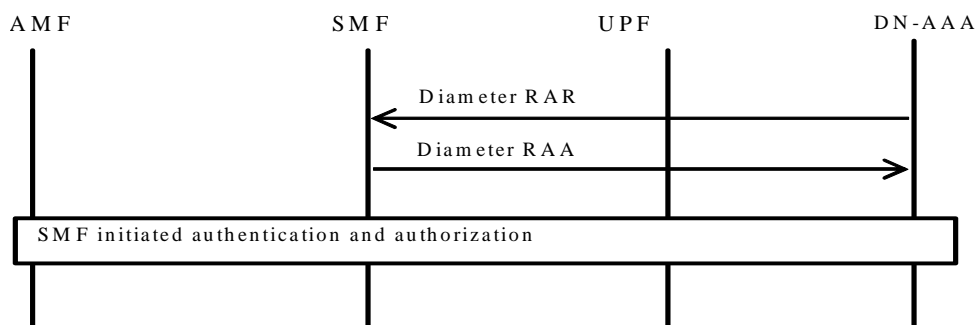 AMF SMF UPF DN-AAA
Diameter RAR
Diameter RAA
SMF initiated authentication and authorization